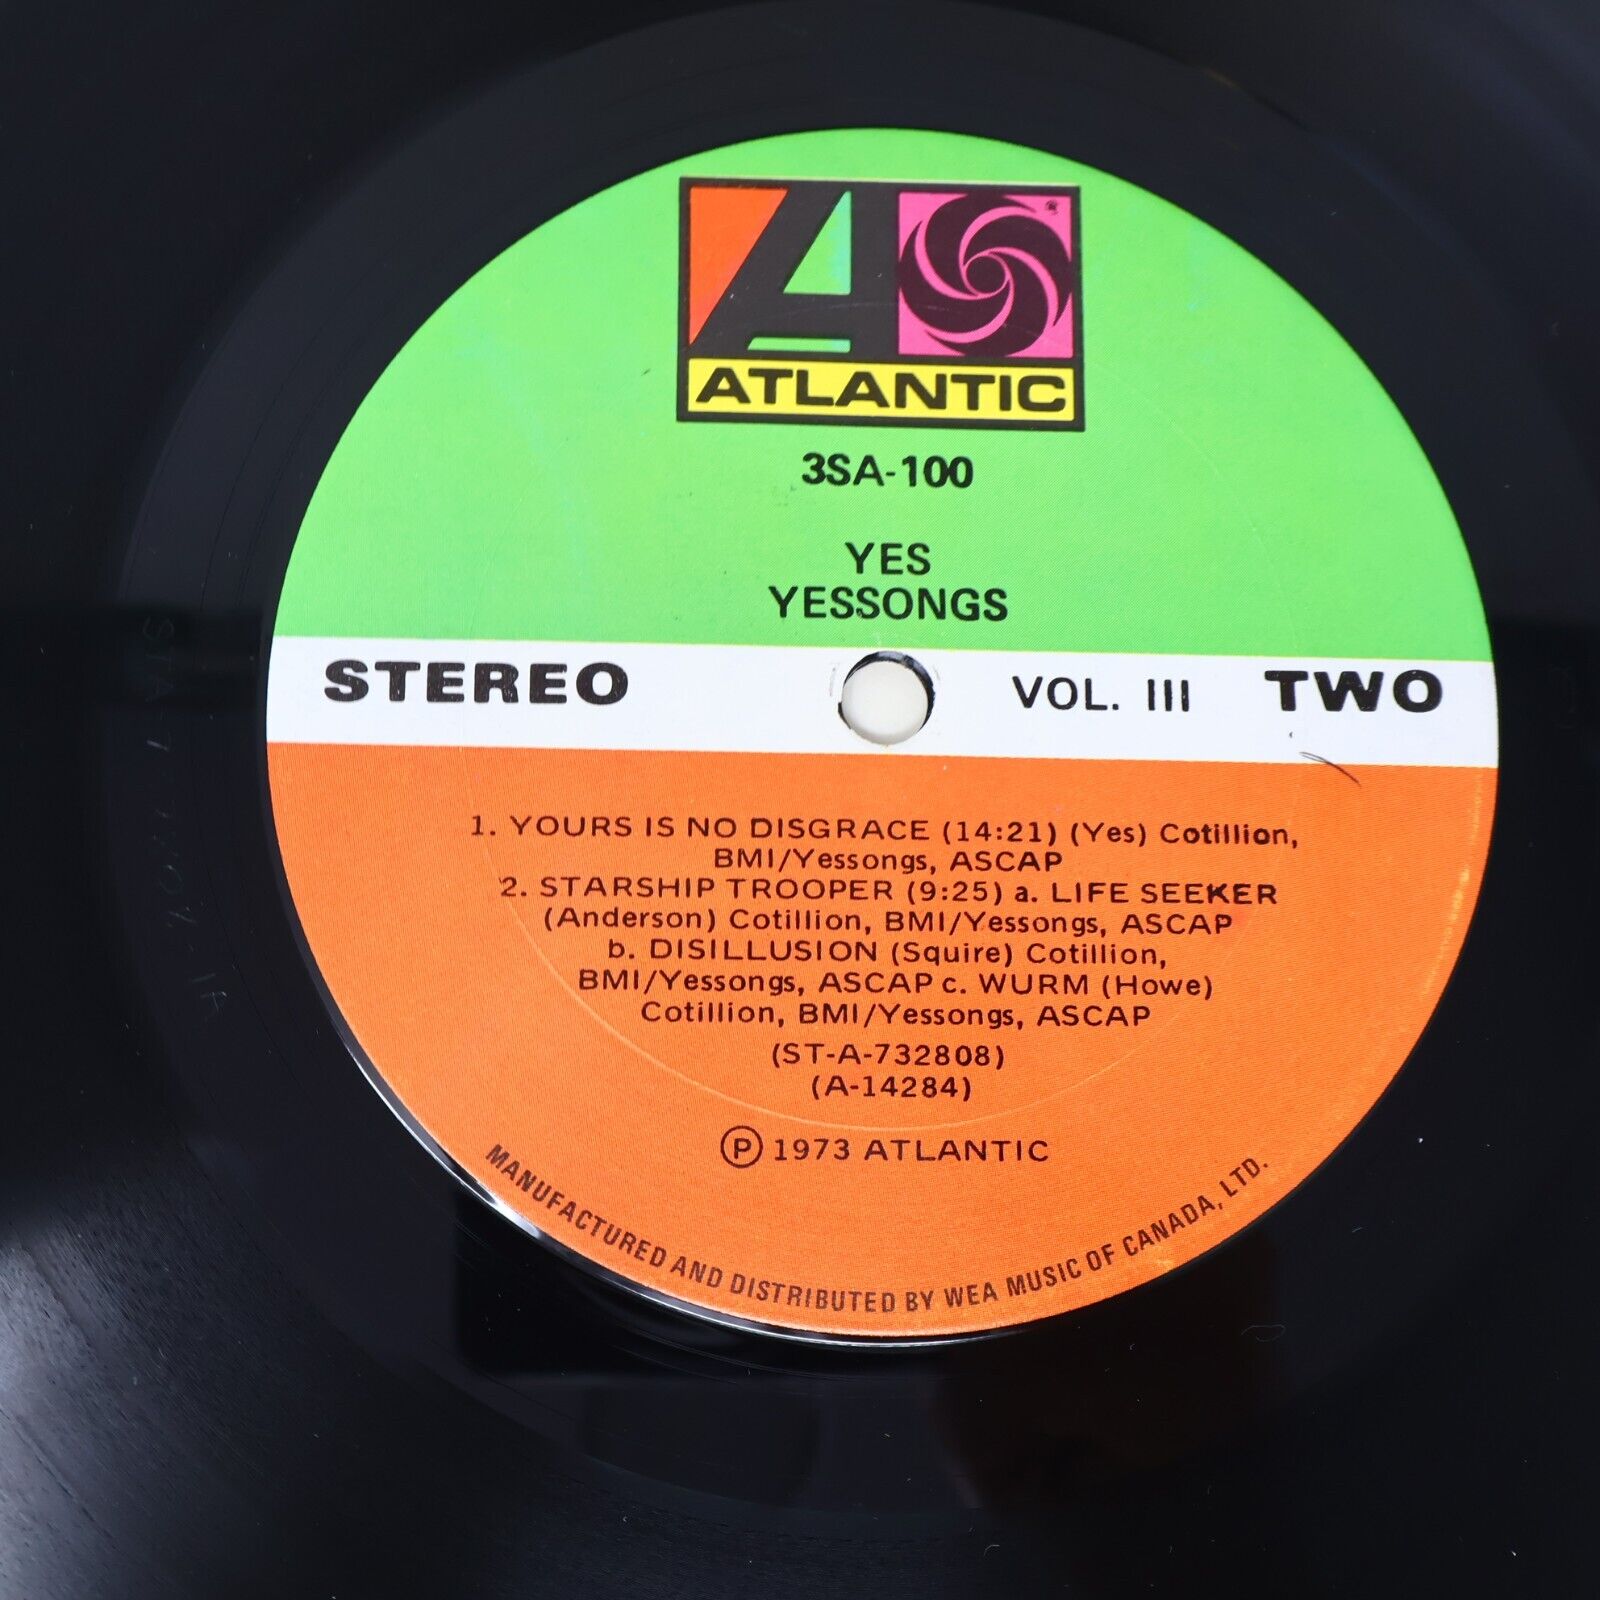 ATLANTIC
3SA-100
YES
YESSONGS
STEREO VOL. III TWO
1. YOURS IS NO DISGRACE (14:21) (Yes) Cotillion,
BMI/Yessongs, ASCAP
2. STARSHIP TROOPER (9:25) a. LIFE SEEKER
(Anderson) Cotillion, BMI/Yessongs, ASCAP
b. DISILLUSION (Squire) Cotillion,
BMI/Yessongs, ASCAP c. WURM (Howe)
Cotillion, BMI/Yessongs, ASCAP
(ST-A-732808)
(A-14284)
Ⓟ 1973 ATLANTIC
MANUFACTURED AND DISTRIBUTED BY WEA MUSIC OF CANADA, LTD.